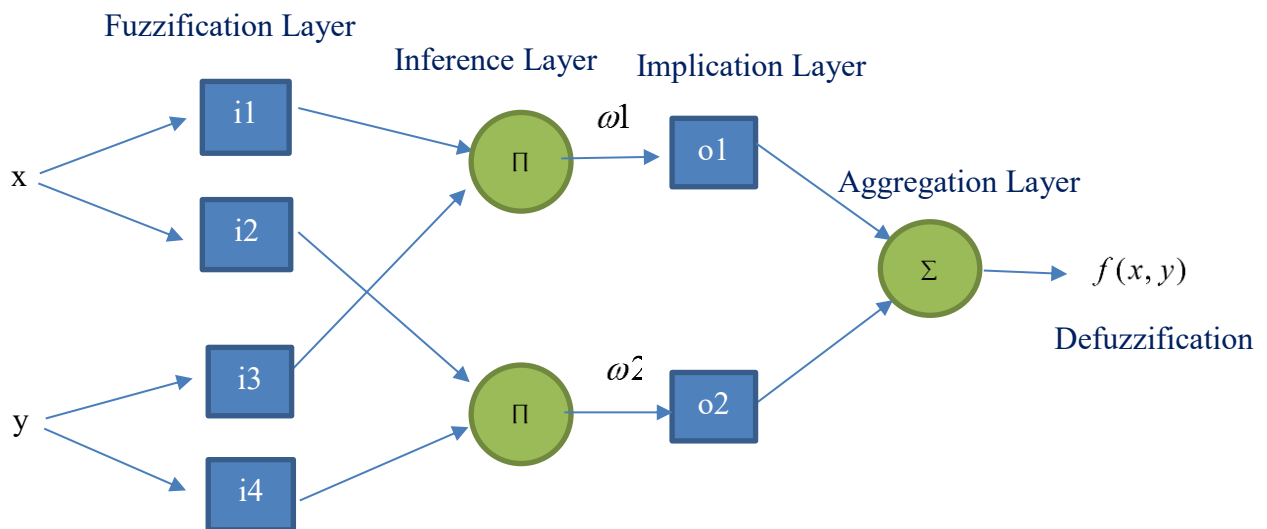 Fuzzification Layer
Inference Layer
Implication Layer
i1
ω1
o1
Π
x
Aggregation Layer
i2
Σ
f(x, y)
Defuzzification
i3
ω2
y
Π
o2
i4